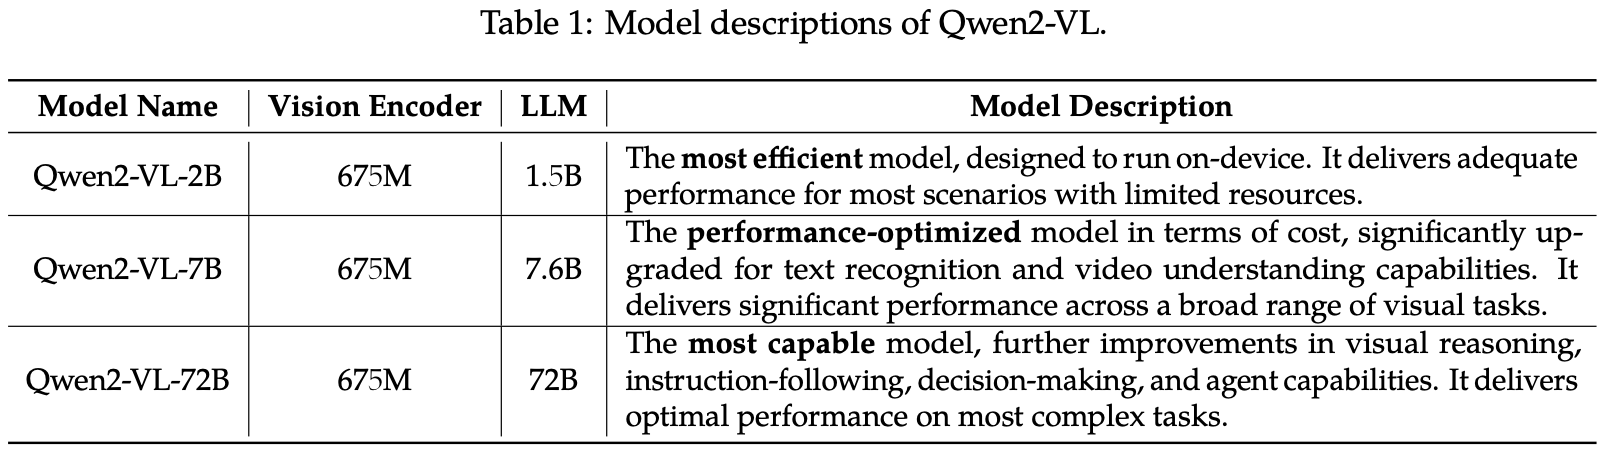 Table 1: Model descriptions of Qwen2-VL.
Model Name Vision Encoder LLM Model Description
Qwen2-VL-2B 675M 1.5B The most efficient model, designed to run on-device. It delivers adequate
performance for most scenarios with limited resources.
Qwen2-VL-7B 675M 7.6B The performance-optimized model in terms of cost, significantly up-
graded for text recognition and video understanding capabilities. It
delivers significant performance across a broad range of visual tasks.
Qwen2-VL-72B 675M 72B The most capable model, further improvements in visual reasoning,
instruction-following, decision-making, and agent capabilities. It delivers
optimal performance on most complex tasks.